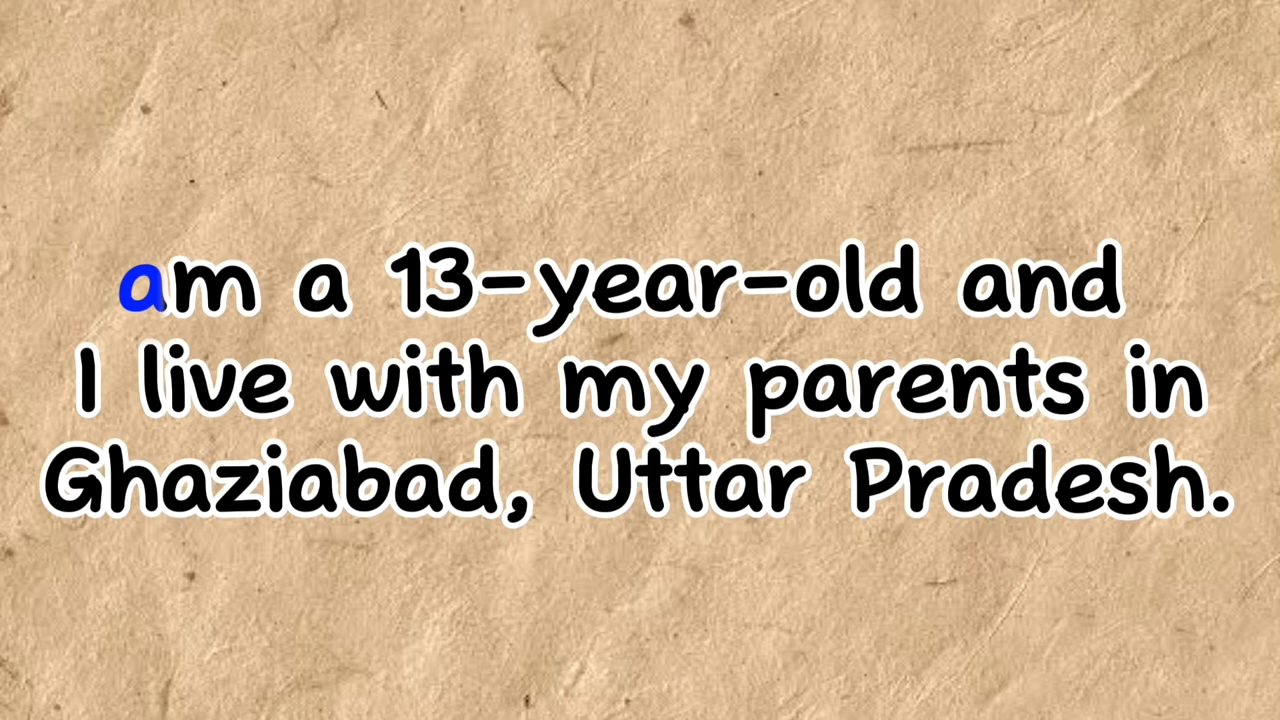 am a 13-year-old and
I live with my parents in
Ghaziabad, Uttar Pradesh.